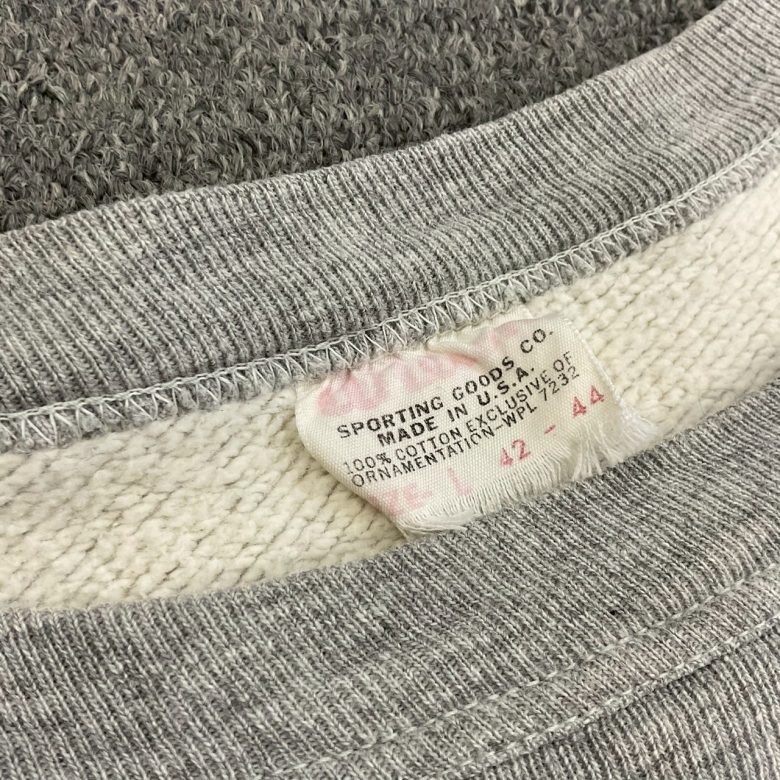 SPORTING GOODS CO.
MADE IN U.S.A.
100% COTTON EXCLUSIVE OF
ORNAMENTATION-WPL 7232
L 42 - 44